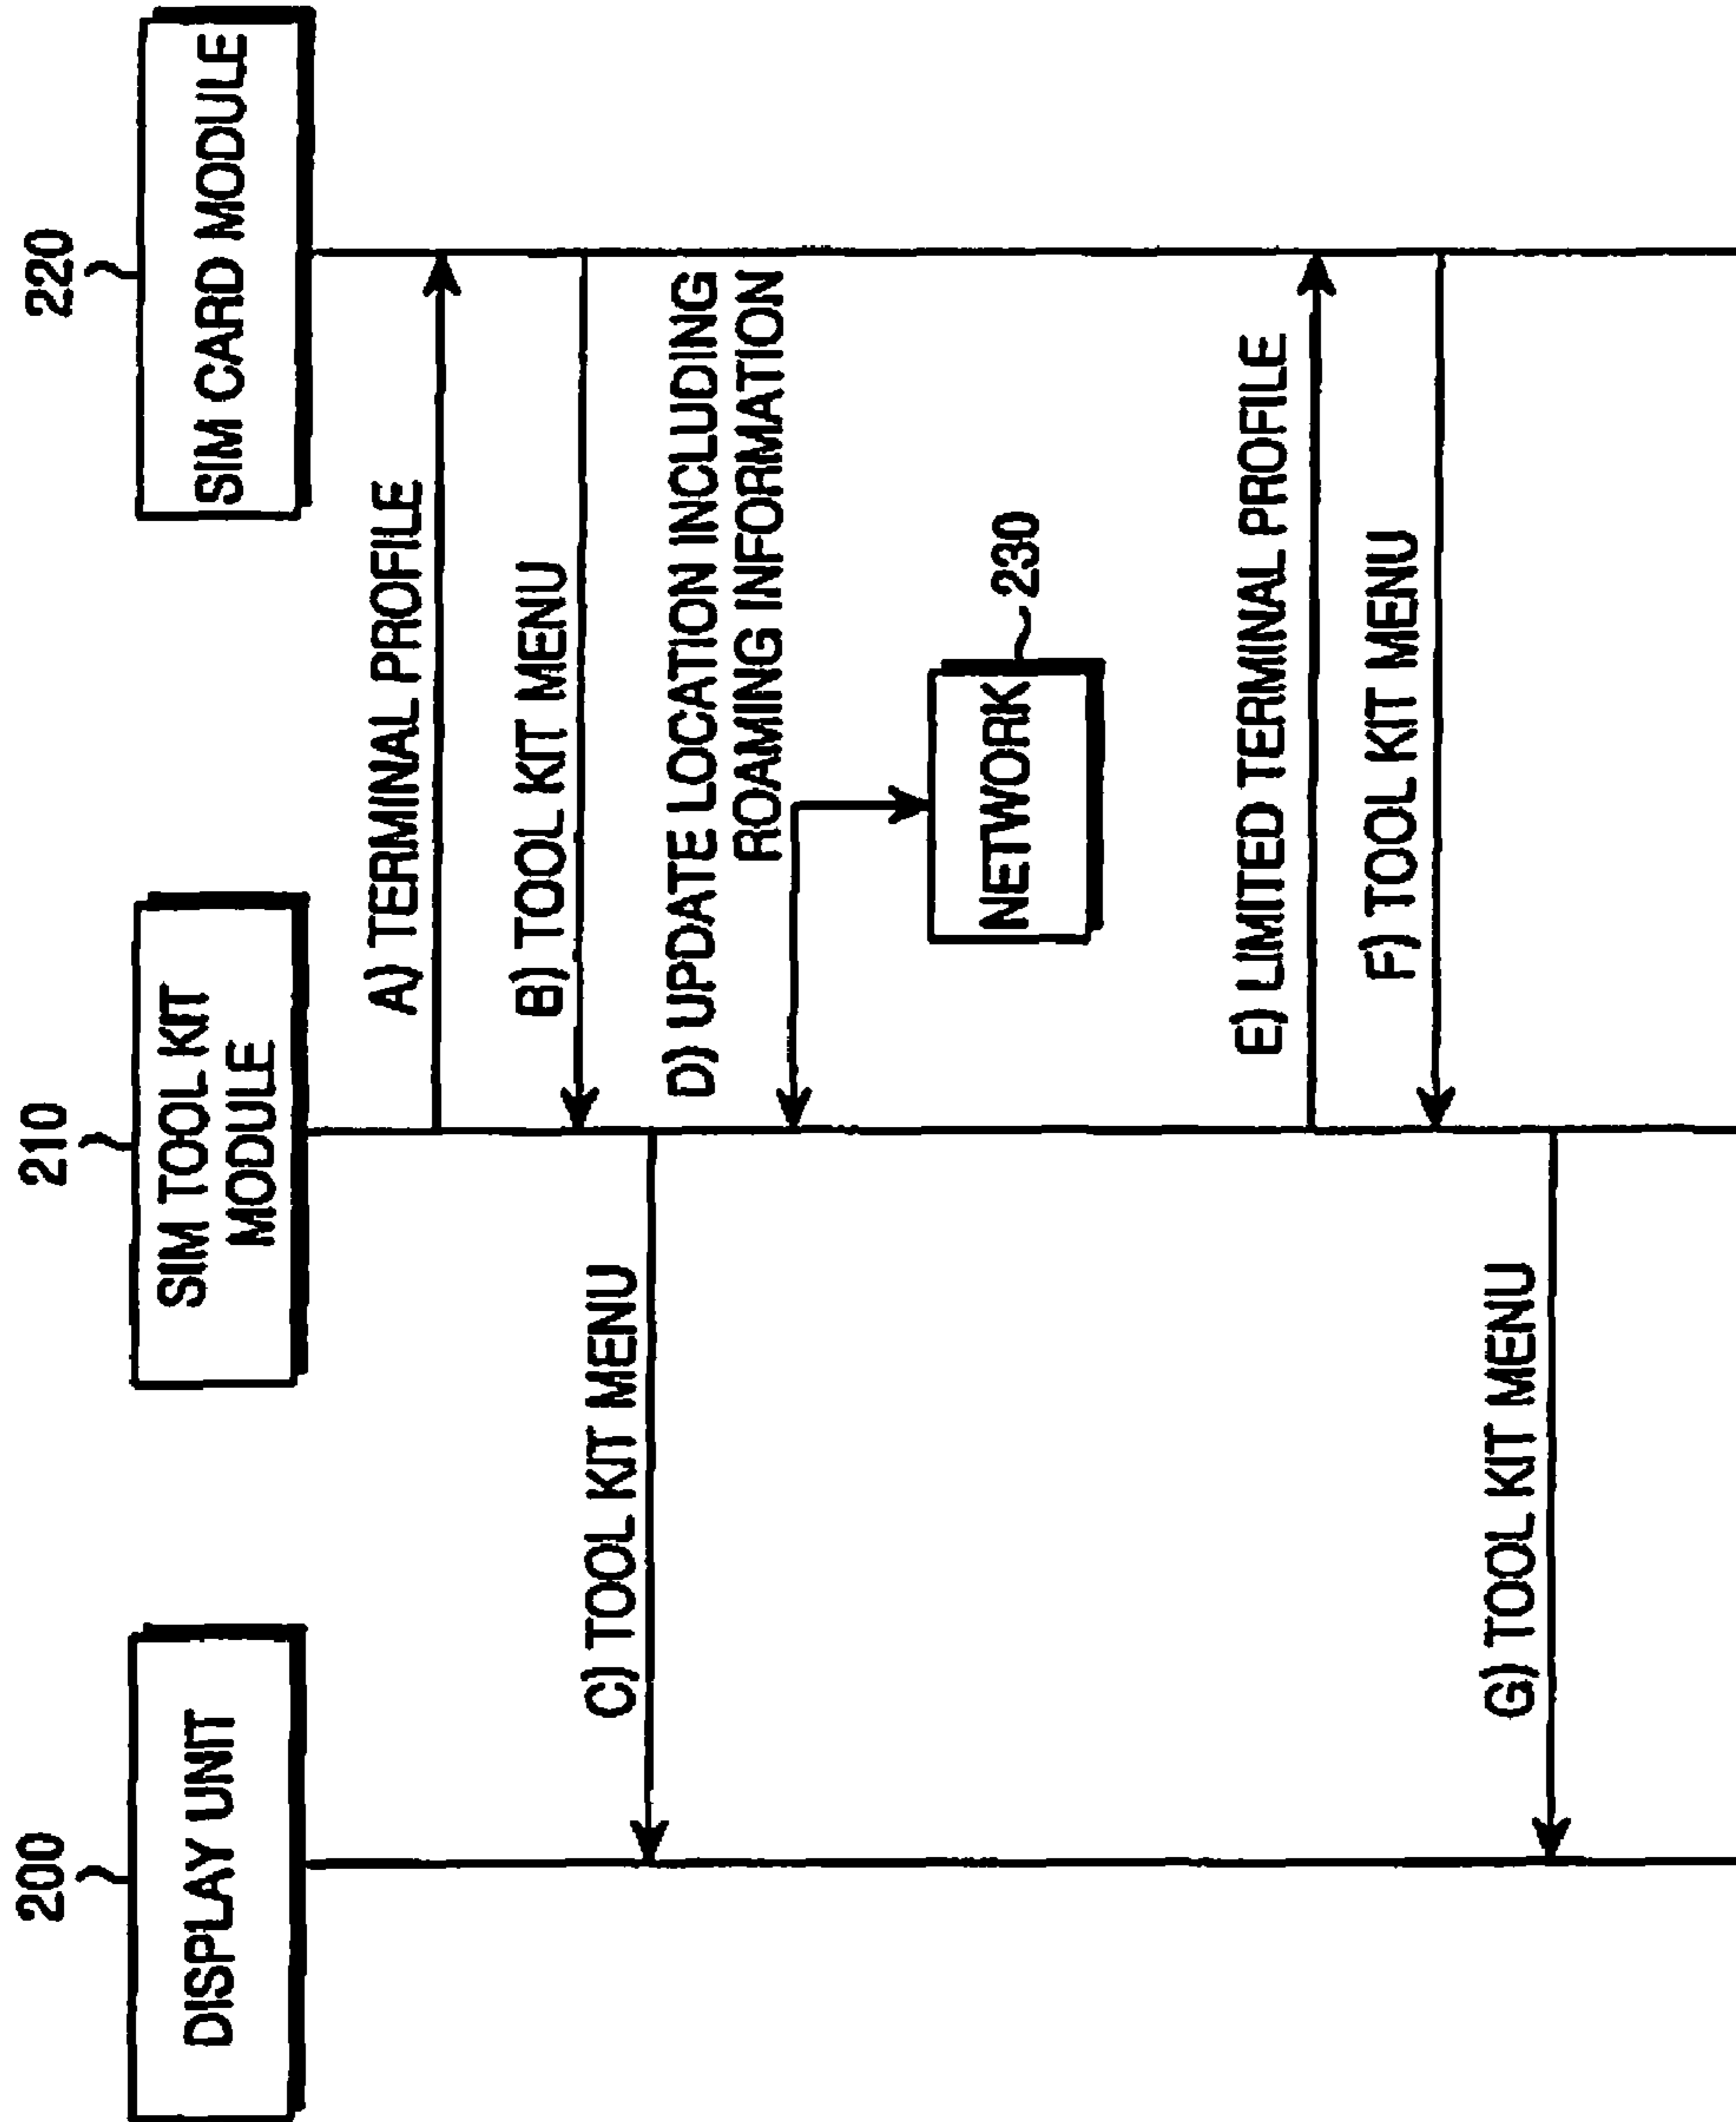 200
DISPLAY UNIT
210
SIM TOOL KIT
MODULE
220
SIM CARD MODULE
A) TERMINAL PROFILE
B) TOOL KIT MENU
C) TOOL KIT MENU
D) UPDATE LOCATION INCLUDING
ROAMING INFORMATION
NETWORK
230
E) LIMITED TERMINAL PROFILE
F) TOOL KIT MENU
G) TOOL KIT MENU